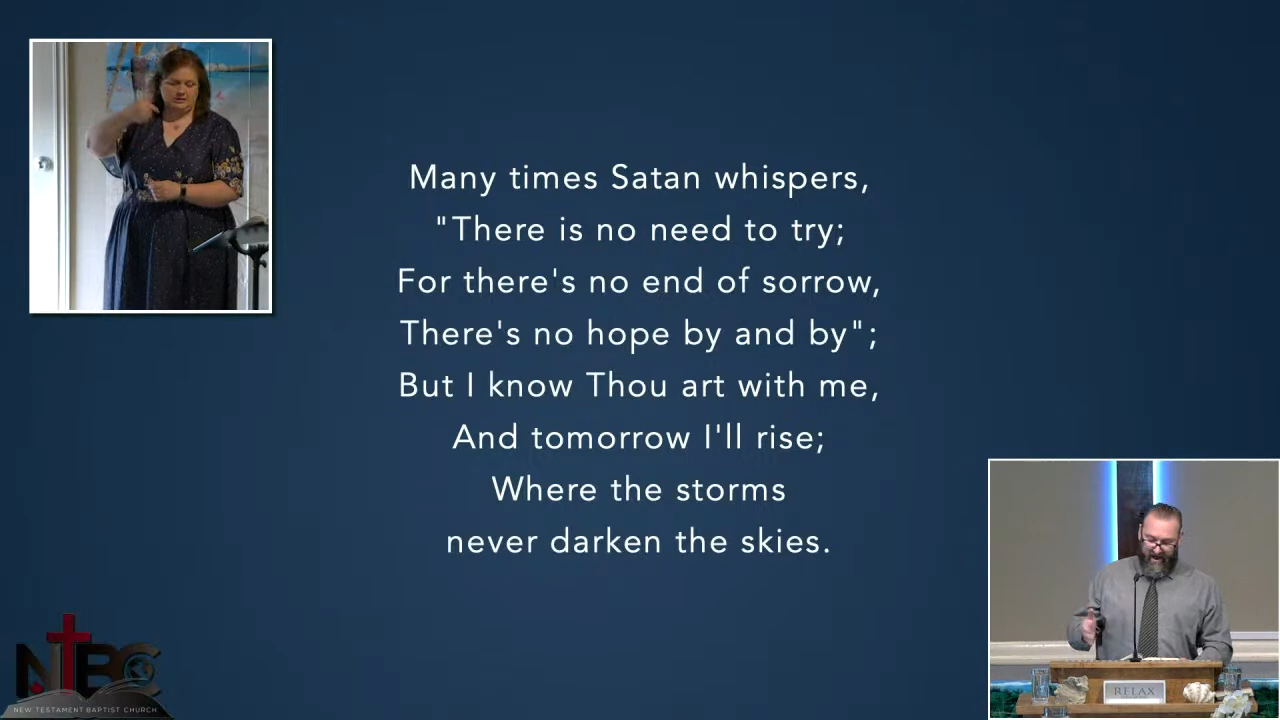 Many times Satan whispers,
"There is no need to try;
For there's no end of sorrow,
There's no hope by and by";
But I know Thou art with me,
And tomorrow I'll rise;
Where the storms
never darken the skies.
RELAX
NTBC
NEW TESTAMENT BAPTIST CHURCH